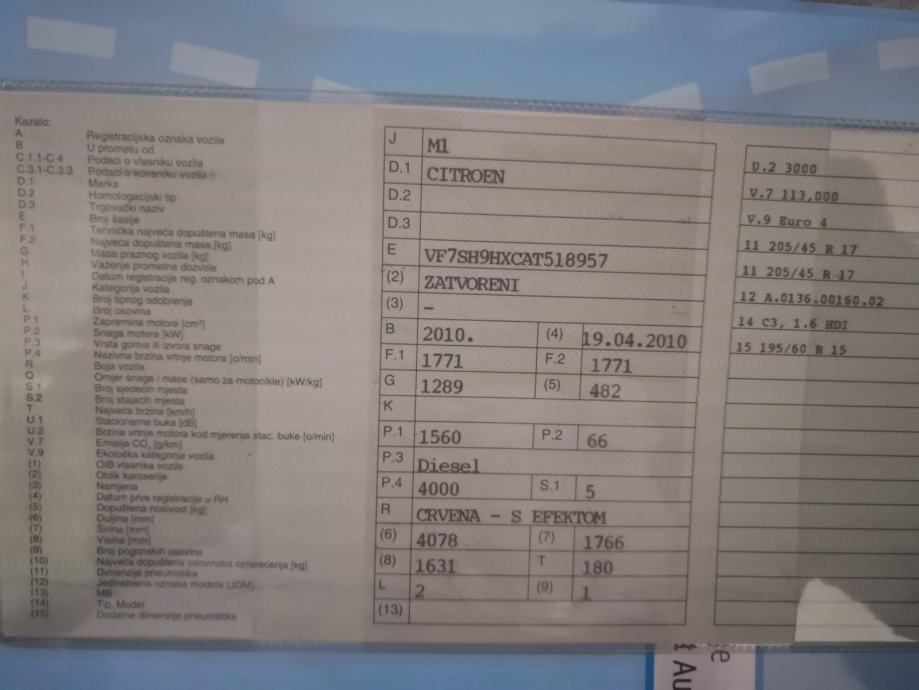 Kazalo:
A Registracijska oznaka vozila
B U prometu od
C.1.1-C.4 Podaci o vlasniku vozila
C.3.1-C.3.3 Podaci o korisniku vozila
D.1 Marka
D.2 Homologacijski tip
D.3 Trgovački naziv
E Broj šasije
F.1 Tehnička najveća dopuštena masa [kg]
F.2 Najveća dopuštena masa [kg]
G Masa praznog vozila [kg]
H Važenje prometne dozvole
I Datum registracije reg. oznakom pod A
J Kategorija vozila
K Broj tipnog odobrenja
L Broj osovina
P.1 Zapremina motora [cm³]
P.2 Snaga motora [kW]
P.3 Vrsta goriva ili izvora snage
P.4 Nazivna brzina vrtnje motora [o/min]
R Boja vozila
Q Omjer snage i mase (samo za motocikle) [kW/kg]
S.1 Broj sjedećih mjesta
S.2 Broj stajaćih mjesta
T Najveća brzina [km/h]
U.1 Stacionarna buka [dB]
U.2 Brzina vrtnje motora kod mjerenja stac. buke [o/min]
V.7 Emisija CO₂ [g/km]
V.9 Ekološka kategorija vozila
(1) OIB vlasnika vozila
(2) Oblik karoserije
(3) Namjena
(4) Datum prve registracije u RH
(5) Dopuštena nosivost [kg]
(6) Duljina [mm]
(7) Širina [mm]
(8) Visina [mm]
(9) Broj pogonskih osovina
(10) Najveća dopuštena osovinska opterećenja [kg]
(11) Dimenzije pneumatika
(12) Jedinstvena oznaka modela (JOM)
(13) MB
(14) Tip, Model
(15) Dodatne dimenzije pneumatika
J M1
D.1 CITROEN
D.2
D.3
E VF7SH9HXCAT518957
(2) ZATVORENI
(3) –
B 2010. (4) 19.04.2010
F.1 1771 F.2 1771
G 1289 (5) 482
K
P.1 1560 P.2 66
P.3 Diesel
P.4 4000 S.1 5
R CRVENA - S EFEKTOM
(6) 4078 (7) 1766
(8) 1631 T 180
L 2 (9) 1
(13)
U.2 3000
V.7 113,000
V.9 Euro 4
11 205/45 R 17
11 205/45 R 17
12 A.0136.00160.02
14 C3, 1.6 HDI
15 195/60 R 15
Au